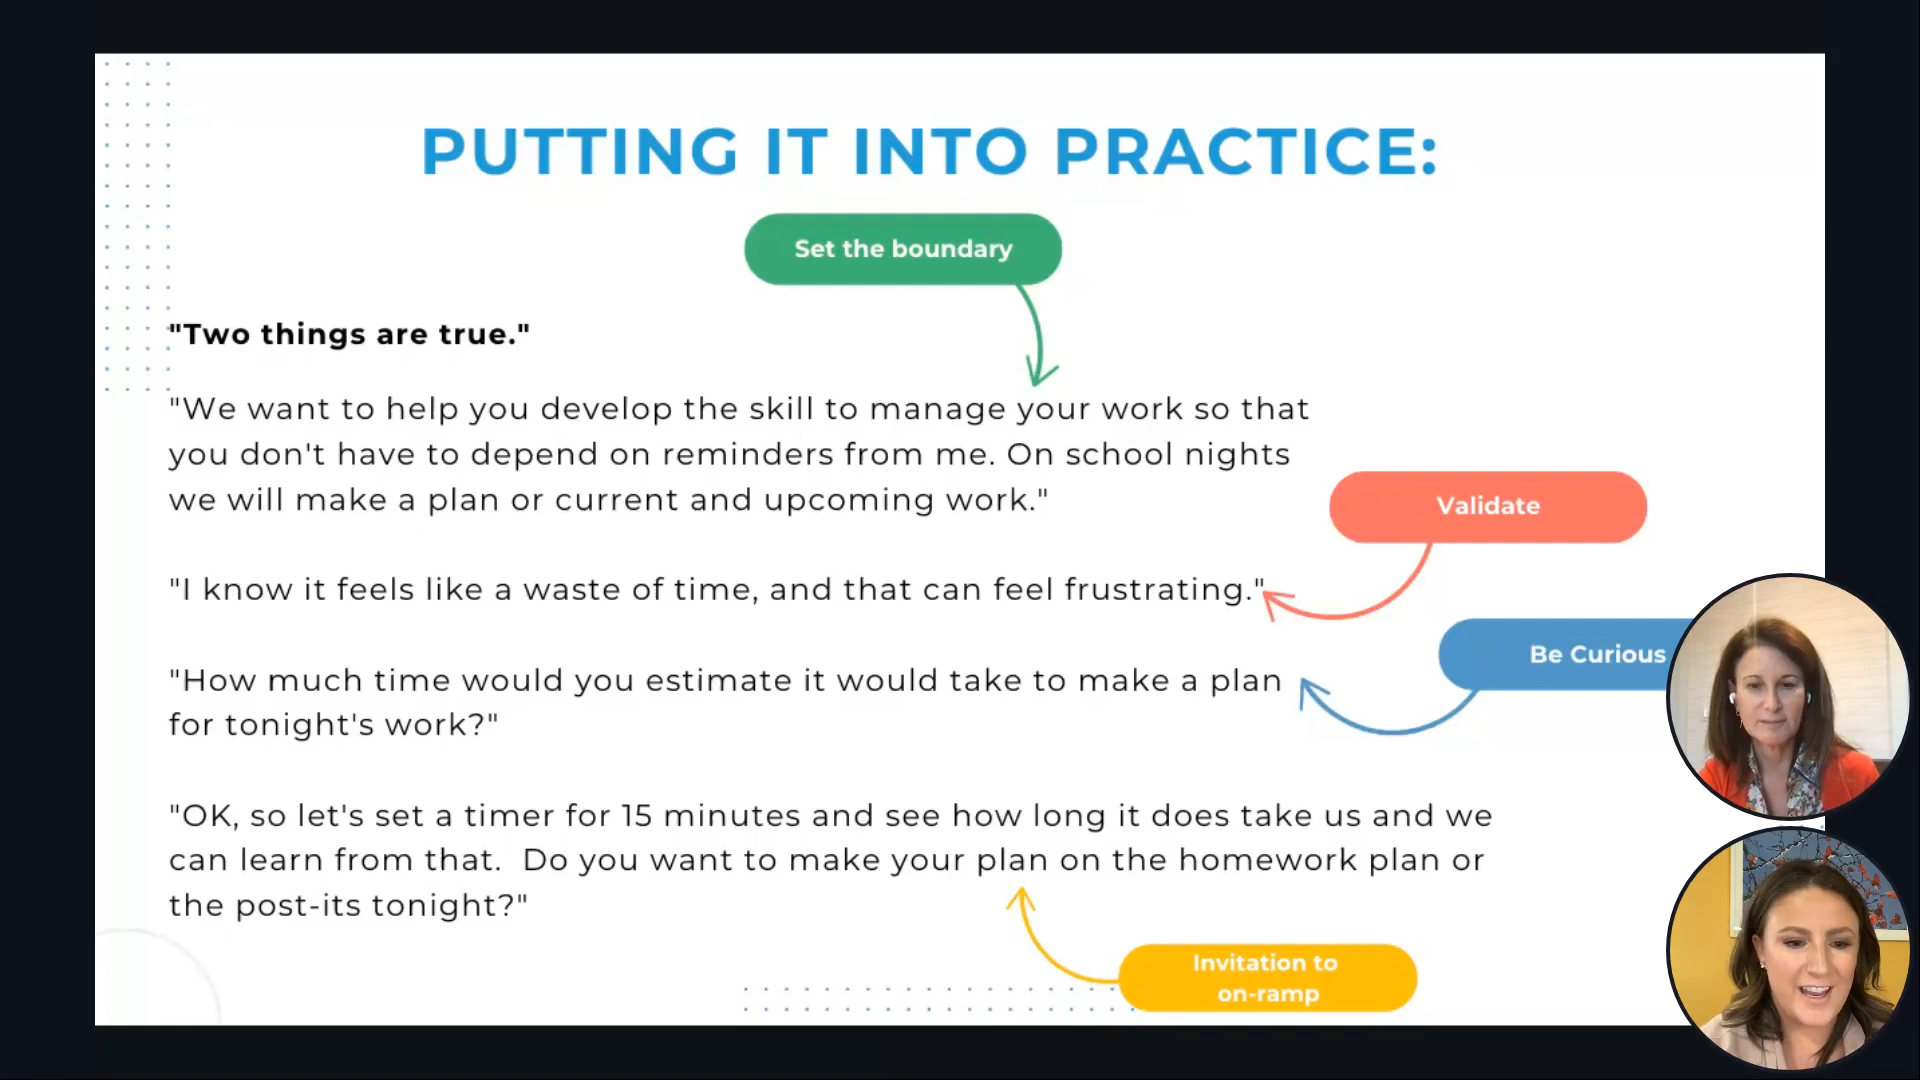 PUTTING IT INTO PRACTICE:
Set the boundary
"Two things are true."
"We want to help you develop the skill to manage your work so that
you don't have to depend on reminders from me. On school nights
we will make a plan or current and upcoming work."
Validate
"I know it feels like a waste of time, and that can feel frustrating."
Be Curious
"How much time would you estimate it would take to make a plan
for tonight's work?"
"OK, so let's set a timer for 15 minutes and see how long it does take us and we
can learn from that.  Do you want to make your plan on the homework plan or
the post-its tonight?"
Invitation to
on-ramp